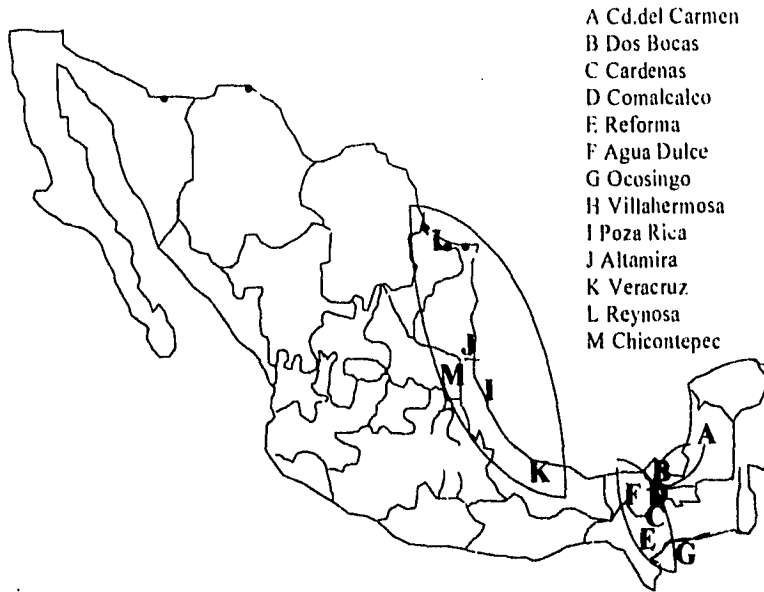 A Cd.del Carmen
B Dos Bocas
C Cardenas
D Comalcalco
E Reforma
F Agua Dulce
G Ocosingo
H Villahermosa
I Poza Rica
J Altamira
K Veracruz
L Reynosa
M Chicontepec
L
J
M
I
A
K
B
F
D
C
E
G